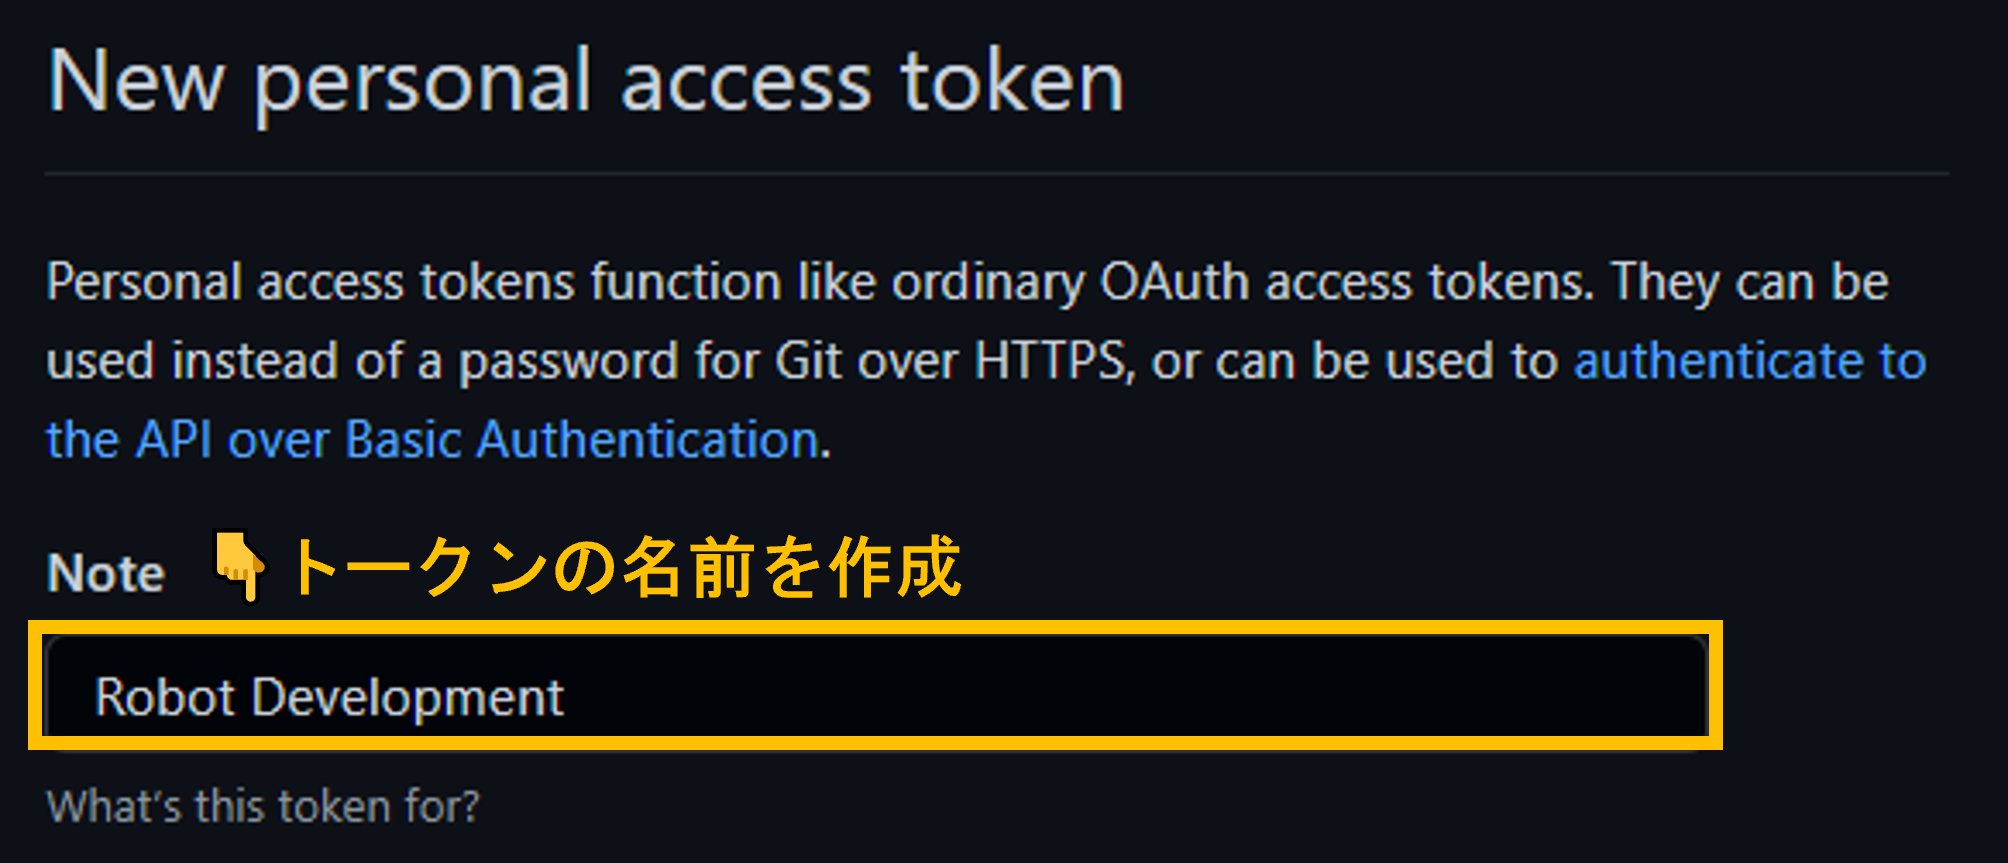 New personal access token
Personal access tokens function like ordinary OAuth access tokens. They can be
used instead of a password for Git over HTTPS, or can be used to authenticate to
the API over Basic Authentication.
Note 👇トークンの名前を作成
Robot Development
What's this token for?